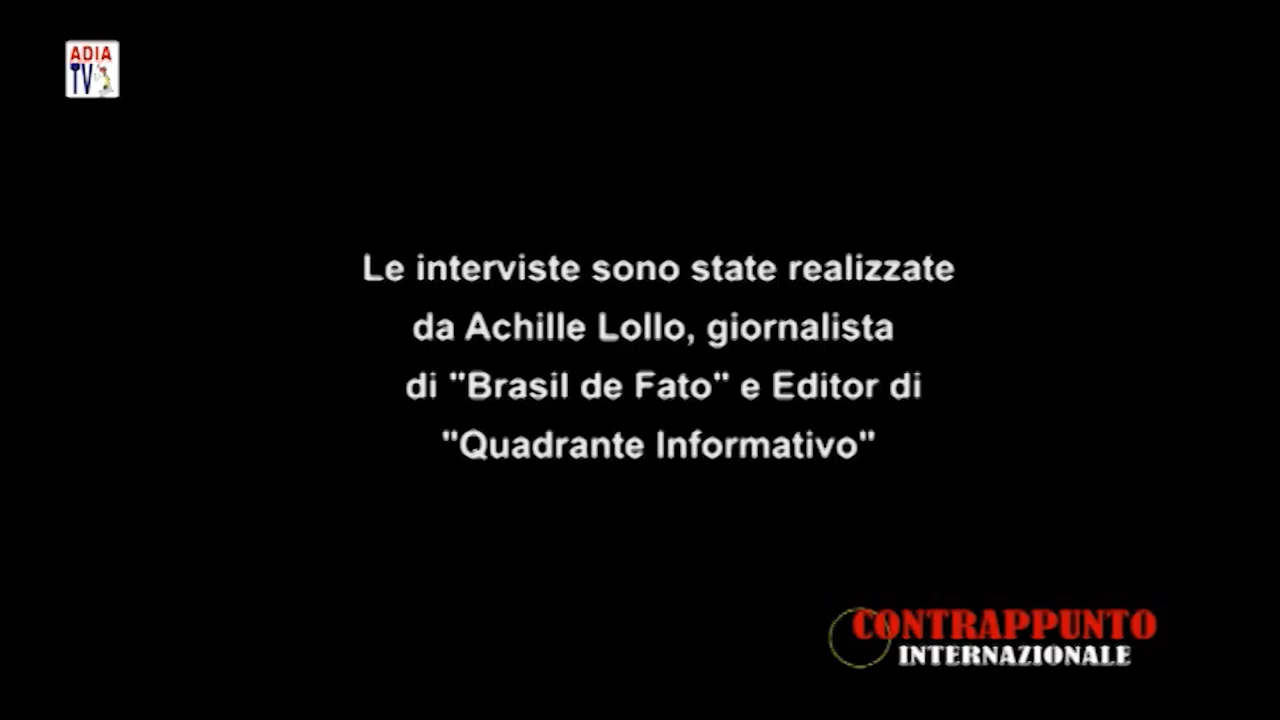 ADIA
TV
Le interviste sono state realizzate
da Achille Lollo, giornalista
di "Brasil de Fato" e Editor di
"Quadrante Informativo"
CONTRAPPUNTO
INTERNAZIONALE